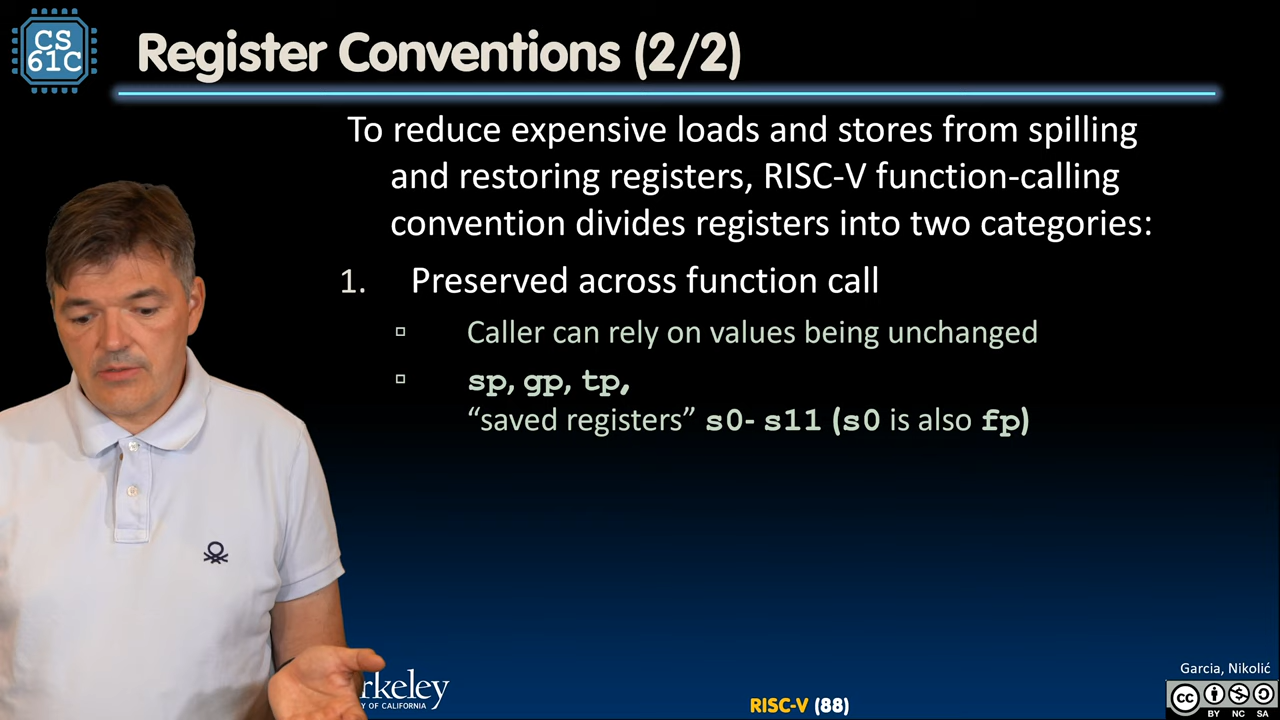 CS
61C
Register Conventions (2/2)
To reduce expensive loads and stores from spilling
and restoring registers, RISC-V function-calling
convention divides registers into two categories:
1. Preserved across function call
▫ Caller can rely on values being unchanged
▫ sp, gp, tp,
“saved registers” s0- s11 (s0 is also fp)
rkeley
Y OF CALIFORNIA
RISC-V (88)
Garcia, Nikolić
CC
BY NC SA